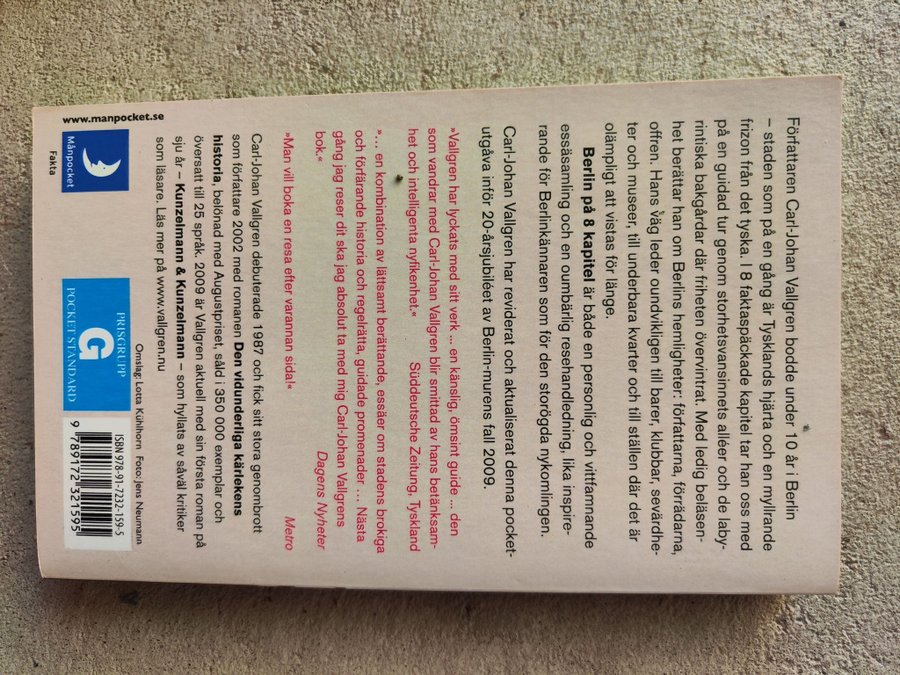 Författaren Carl-Johan Vallgren bodde under 10 år i Berlin
– staden som på en gång är Tysklands hjärta och en myllrande
frizon från det tyska. I 8 faktaspäckade kapitel tar han oss med
på en guidad tur genom storhetsvansinnets alléer och de laby-
rintiska bakgårdar där friheten övervintrat. Med ledig beläsen-
het berättar han om Berlins hemligheter: författarna, förrädarna,
offren. Hans väg leder oundvikligen till barer, klubbar, sevärdhe-
ter och museer, till underbara kvarter och till ställen där det är
olämpligt att vistas för länge.
Berlin på 8 kapitel är både en personlig och vittfamnande
essäsamling och en oumbärlig resehandledning, lika inspire-
rande för Berlinkännaren som för den storögda nykomlingen.
Carl-Johan Vallgren har reviderat och aktualiserat denna pocket-
utgåva inför 20-årsjubiléet av Berlin-murens fall 2009.
»Vallgren har lyckats med sitt verk ... en känslig, ömsint guide ... den
som vandrar med Carl-Johan Vallgren blir smittad av hans betänksam-
het och intelligenta nyfikenhet.« Süddeutsche Zeitung, Tyskland
»... en kombination av lättsamt berättande, essäer om stadens brokiga
och förfärande historia och regelrätta, guidade promenader ... Nästa
gång jag reser dit ska jag absolut ta med mig Carl-Johan Vallgrens
bok.« Dagens Nyheter
»Man vill boka en resa efter varannan sida!« Metro
Carl-Johan Vallgren debuterade 1987 och fick sitt stora genombrott
som författare 2002 med romanen Den vidunderliga kärlekens
historia, belönad med Augustpriset, såld i 350 000 exemplar och
översatt till 25 språk. 2009 är Vallgren aktuell med sin första roman på
sju år – Kunzelmann & Kunzelmann – som hyllats av såväl kritiker
som läsare. Läs mer på www.vallgren.nu
Omslag: Lotta Kühlhorn Foto: Jens Neumann
www.manpocket.se
Månpocket
Fakta
PRISGRUPP
G
POCKETSTANDARD
ISBN 978-91-7232-159-5
9 789172 321595